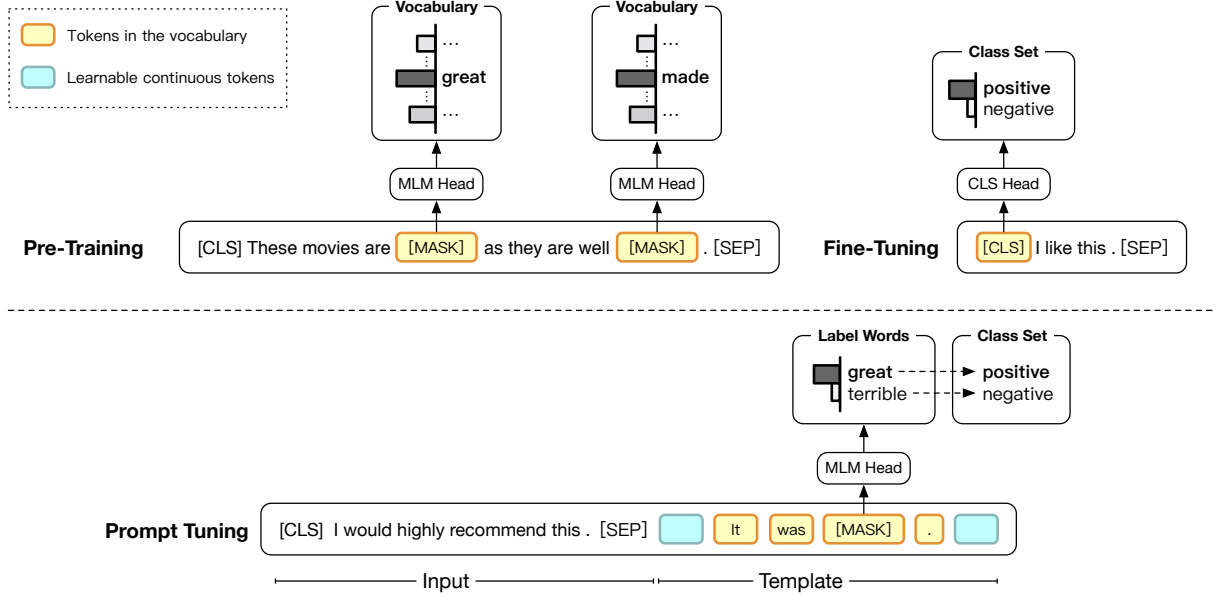 Tokens in the vocabulary
Learnable continuous tokens
Vocabulary
...
great
...
Vocabulary
...
made
...
Class Set
positive
negative
MLM Head
MLM Head
CLS Head
Pre-Training
[CLS] These movies are [MASK] as they are well [MASK] . [SEP]
Fine-Tuning
[CLS] I like this . [SEP]
Label Words
great
terrible
Class Set
positive
negative
MLM Head
Prompt Tuning
[CLS] I would highly recommend this . [SEP] It was [MASK] .
Input
Template